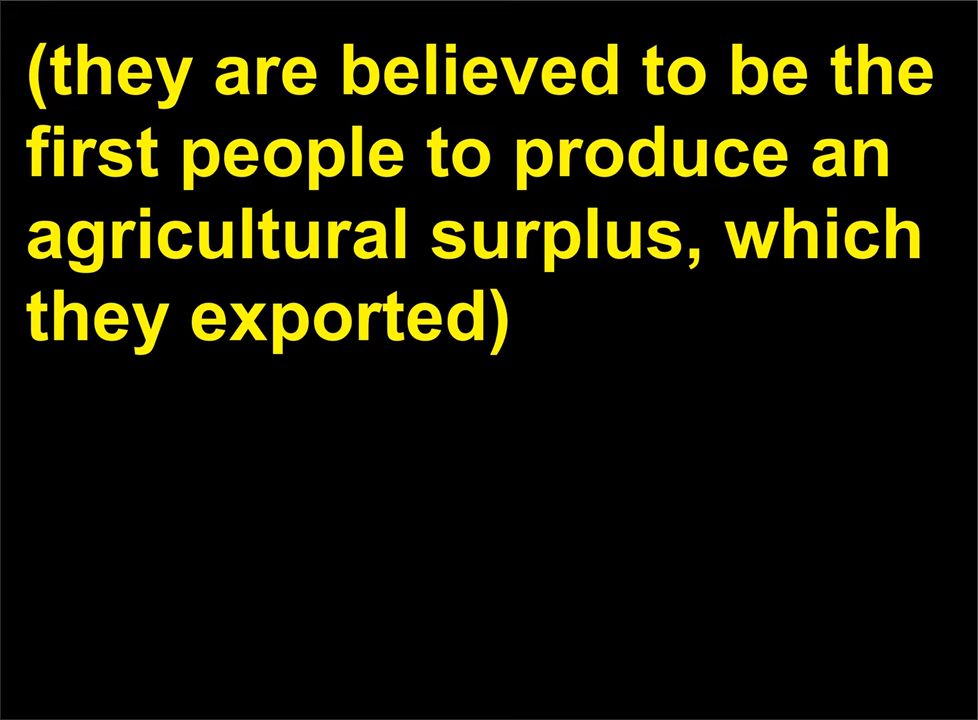 (they are believed to be the
first people to produce an
agricultural surplus, which
they exported)